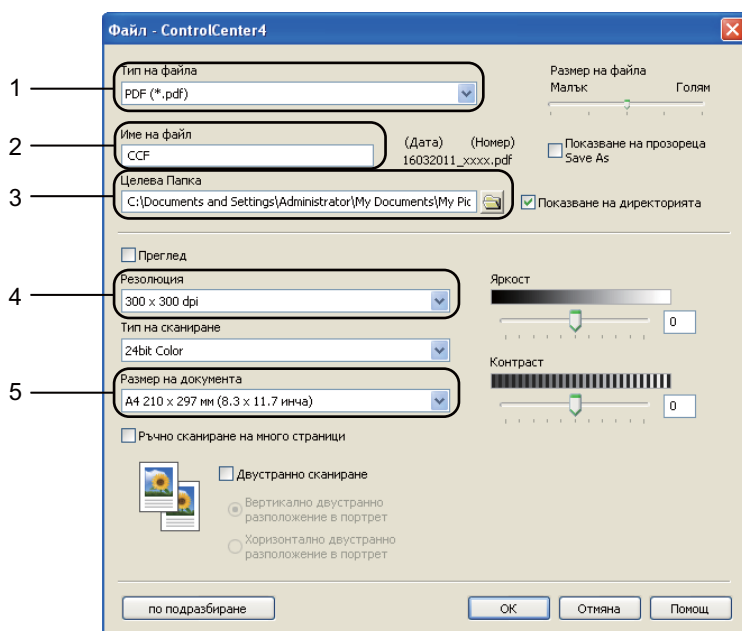 Файл - ControlCenter4
1
Тип на файла
PDF (*.pdf)
Размер на файла
Малък Голям
2
Име на файл
CCF
(Дата) (Номер)
16032011_xxxx.pdf
Показване на прозореца
Save As
3
Целева Папка
C:\Documents and Settings\Administrator\My Documents\My Pic
Показване на директорията
Преглед
4
Резолюция
300 x 300 dpi
Яркост
0
Тип на сканиране
24bit Color
Контраст
0
5
Размер на документа
A4 210 x 297 мм (8.3 x 11.7 инча)
Ръчно сканиране на много страници
Двустранно сканиране
Вертикално двустранно
разположение в портрет
Хоризонтално двустранно
разположение в портрет
по подразбиране
OK
Отмяна
Помощ